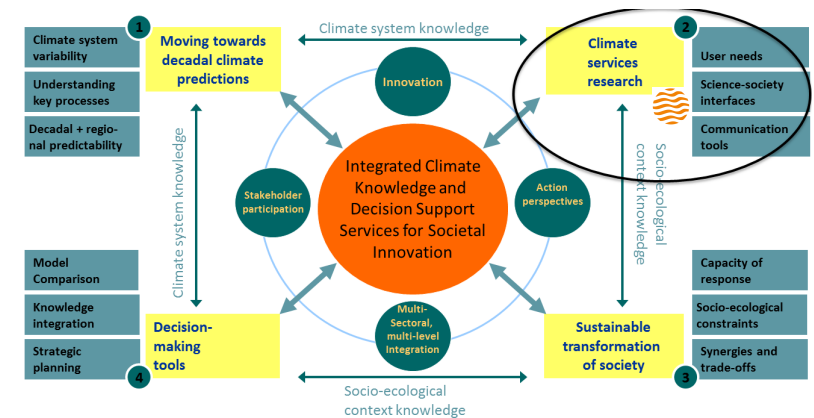 1
Climate system
variability
Understanding
key processes
Decadal + regio-
nal predictability
Moving towards
decadal climate
predictions
Climate system knowledge
Climate
services
research
2
User needs
Science-society
interfaces
Communication
tools
Innovation
Climate system knowledge
Stakeholder
participation
Integrated Climate
Knowledge and
Decision Support
Services for Societal
Innovation
Action
perspectives
Socio-ecological
context knowledge
Model
Comparison
Knowledge
integration
Strategic
planning
4
Decision-
making
tools
Multi-
Sectoral,
multi-level
Integration
Socio-ecological
context knowledge
Sustainable
transformation
of society
3
Capacity of
response
Socio-ecological
constraints
Synergies and
trade-offs